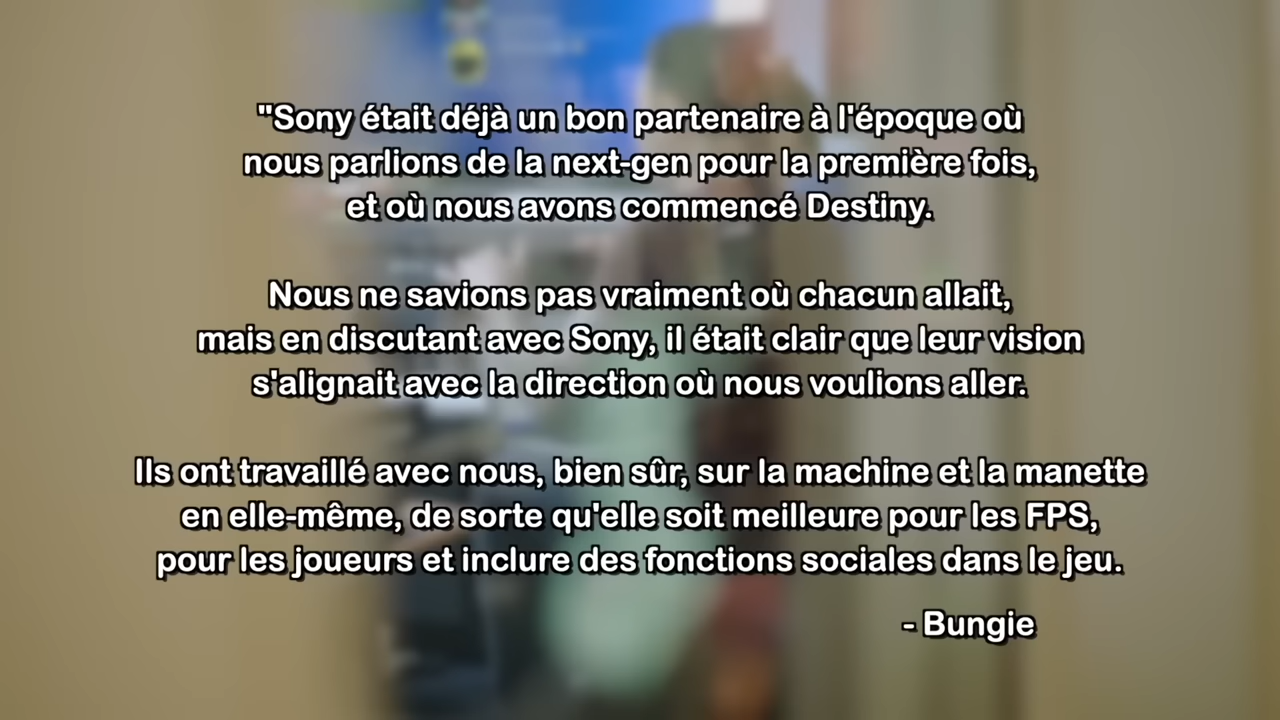 "Sony était déjà un bon partenaire à l'époque où
nous parlions de la next-gen pour la première fois,
et où nous avons commencé Destiny.
Nous ne savions pas vraiment où chacun allait,
mais en discutant avec Sony, il était clair que leur vision
s'alignait avec la direction où nous voulions aller.
Ils ont travaillé avec nous, bien sûr, sur la machine et la manette
en elle-même, de sorte qu'elle soit meilleure pour les FPS,
pour les joueurs et inclure des fonctions sociales dans le jeu.
- Bungie